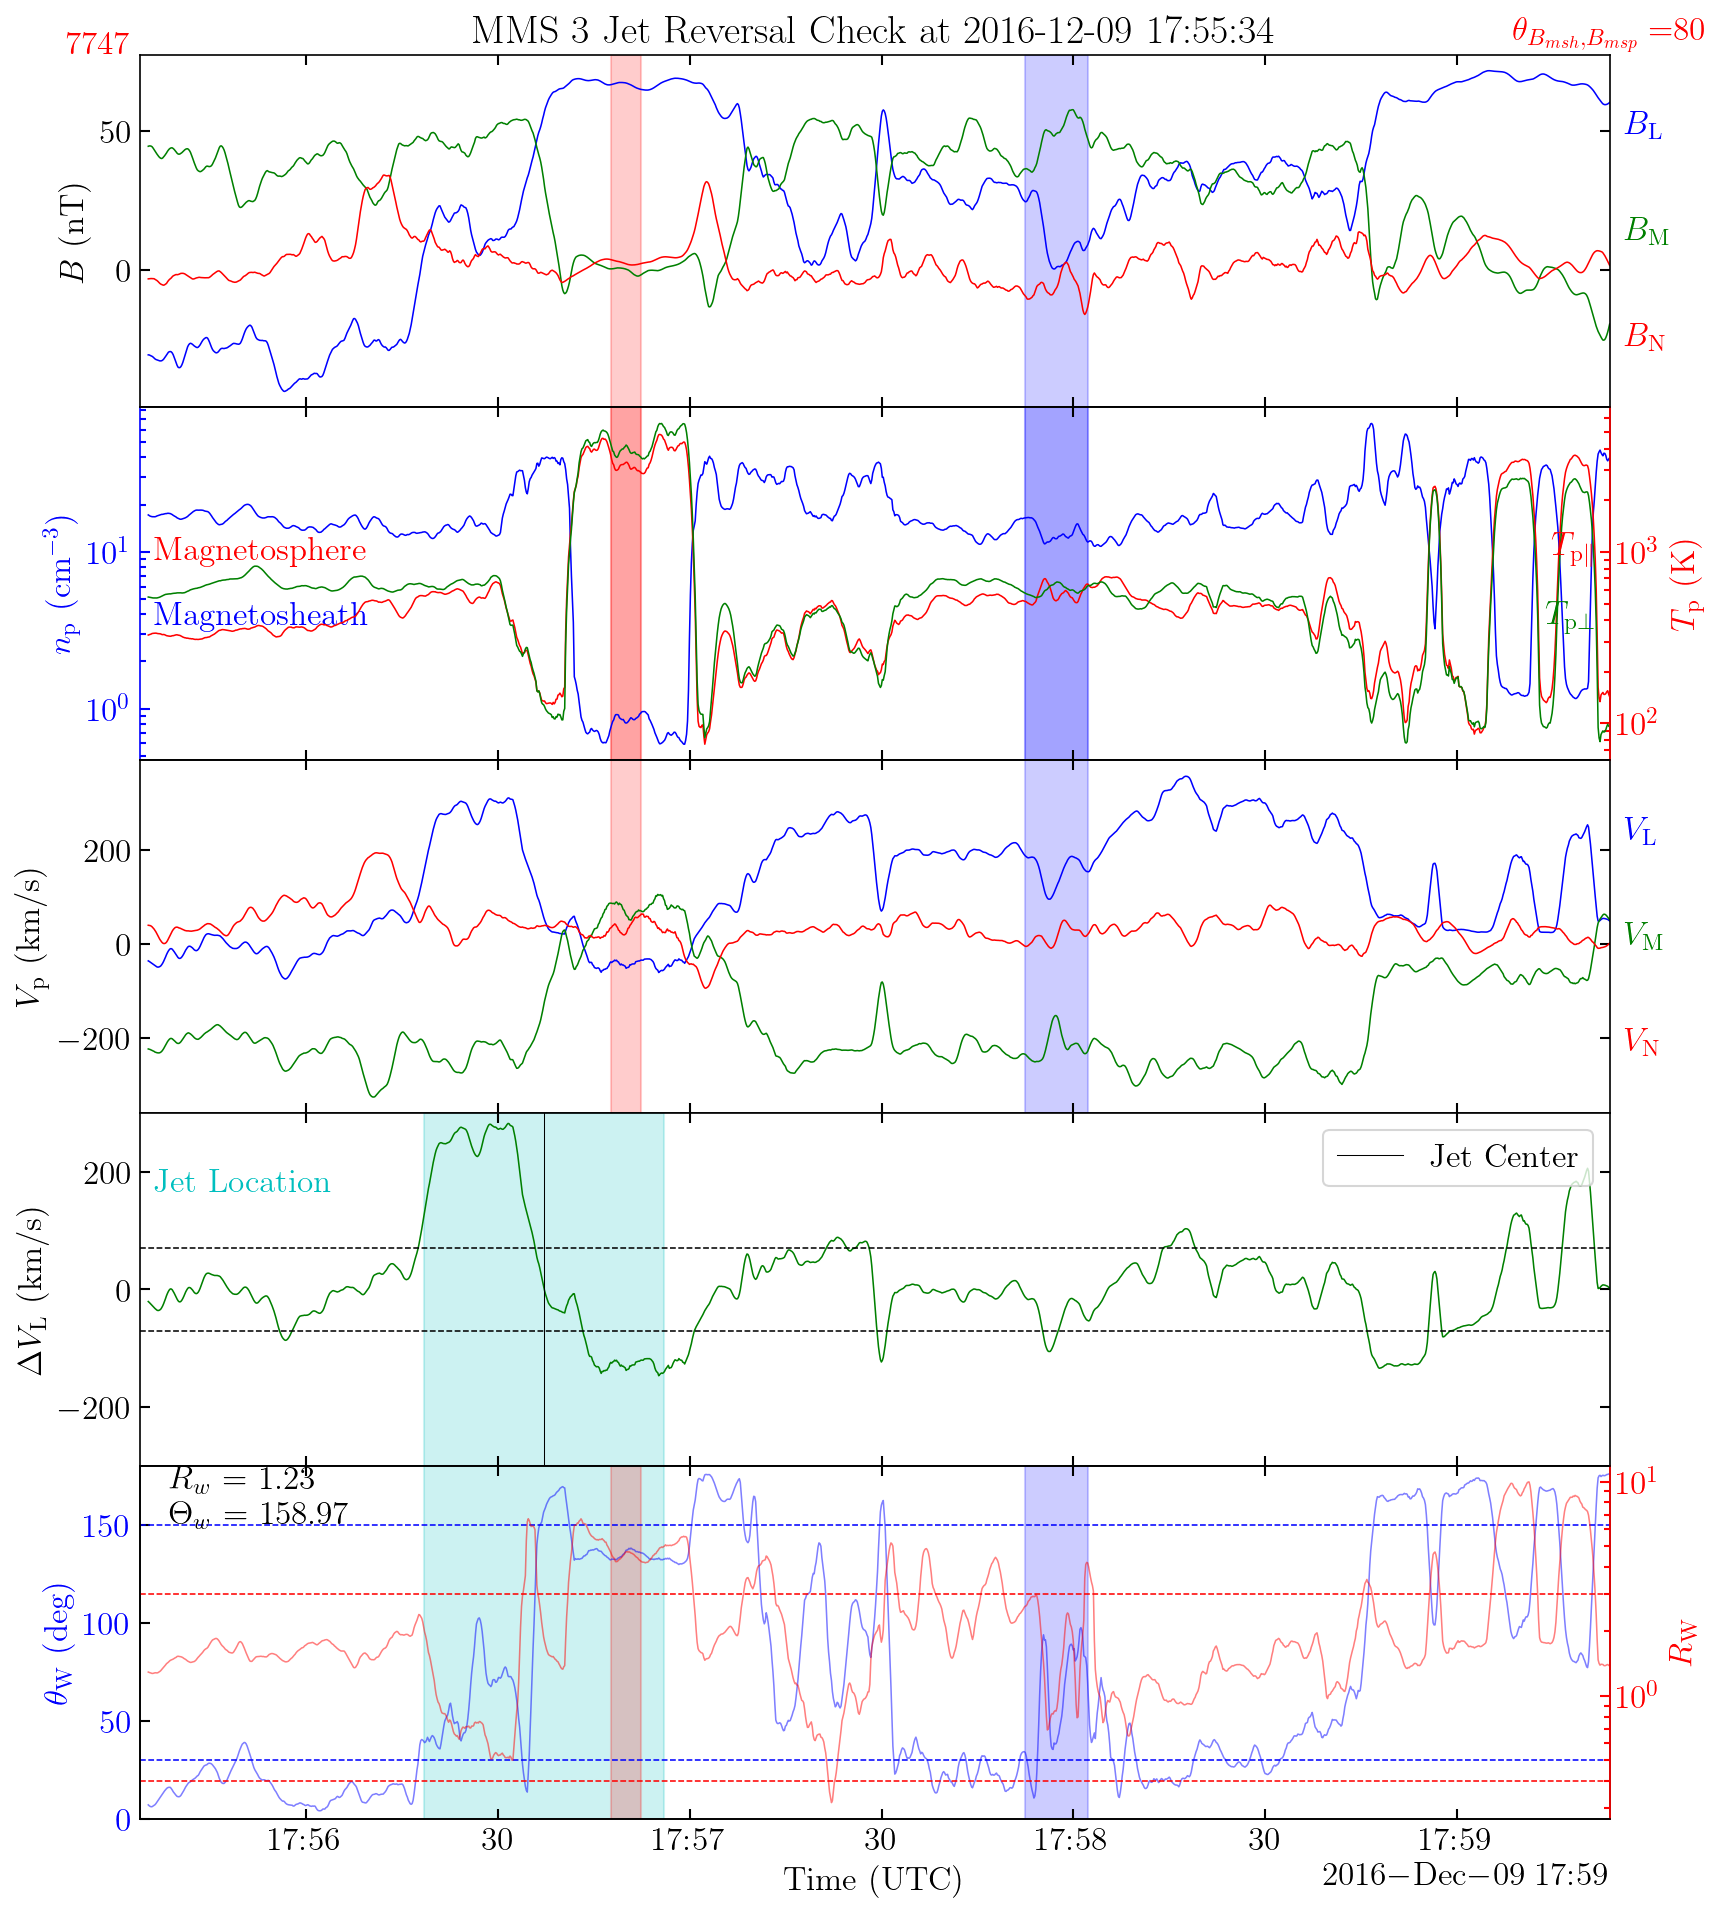 MMS 3 Jet Reversal Check at 2016-12-09 17:55:34
7747
θ_{B_{msh},B_{msp}} =80
B (nT)
50
0
B_L
B_M
B_N
n_p (cm^{−3})
10^1
10^0
Magnetosphere
Magnetosheath
T_{p∥}
T_{p⊥}
10^3
10^2
T_p (K)
V_p (km/s)
200
0
−200
V_L
V_M
V_N
ΔV_L (km/s)
200
0
−200
Jet Location
Jet Center
R_w = 1.23
Θ_w = 158.97
θ_W (deg)
150
100
50
0
10^1
10^0
R_W
17:56 30 17:57 30 17:58 30 17:59
Time (UTC)
2016−Dec−09 17:59